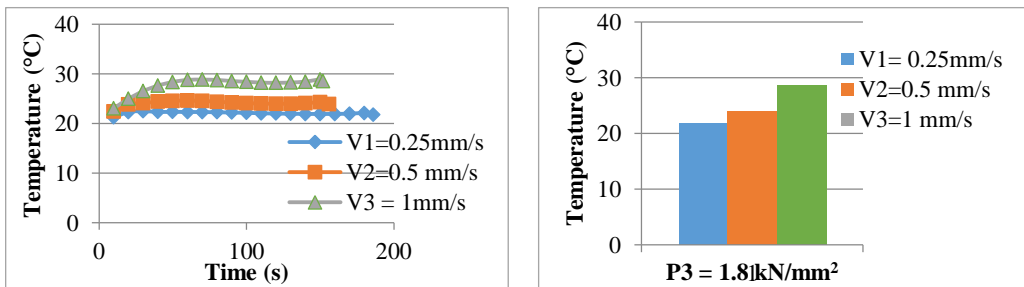 40
30
20
10
0
0
100
200
Temperature (°C)
Time (s)
V1=0.25mm/s
V2=0.5 mm/s
V3 = 1mm/s
40
30
20
10
0
Temperature (°C)
P3 = 1.81kN/mm²
V1= 0.25mm/s
V2=0.5 mm/s
V3=1 mm/s